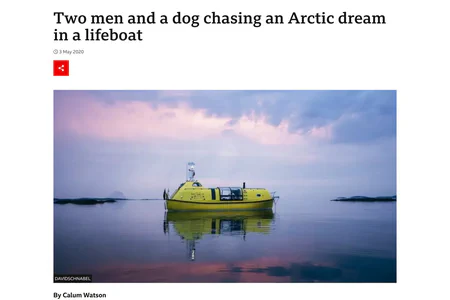 Two men and a dog chasing an Arctic dream
in a lifeboat
3 May 2020
DAVIDSCHNABEL
By Calum Watson